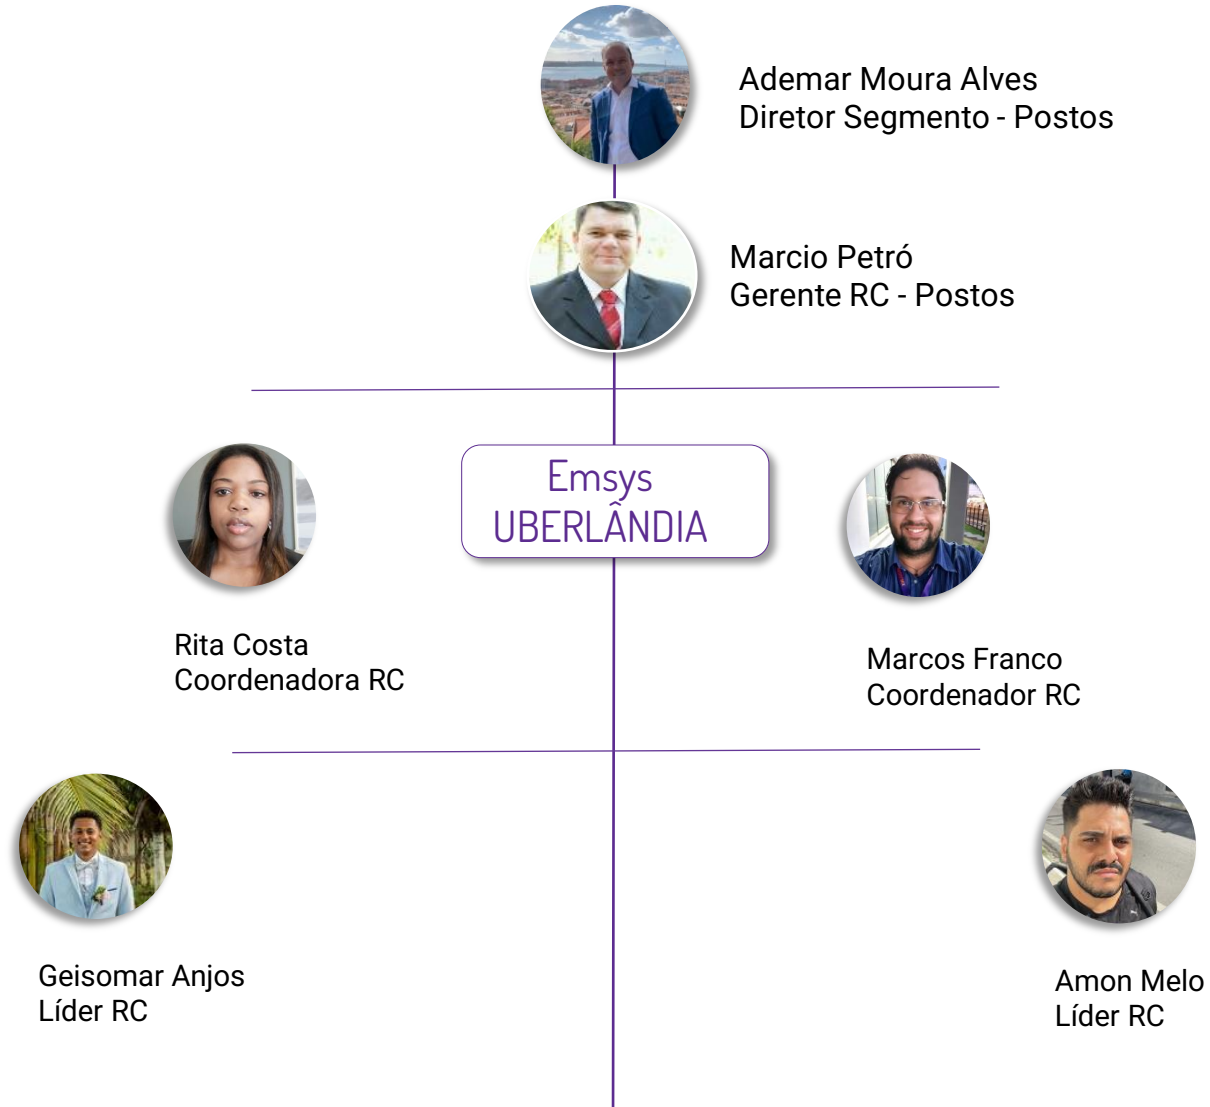 Ademar Moura Alves
Diretor Segmento - Postos
Marcio Petró
Gerente RC - Postos
Emsys
UBERLÂNDIA
Rita Costa
Coordenadora RC
Marcos Franco
Coordenador RC
Geisomar Anjos
Líder RC
Amon Melo
Líder RC